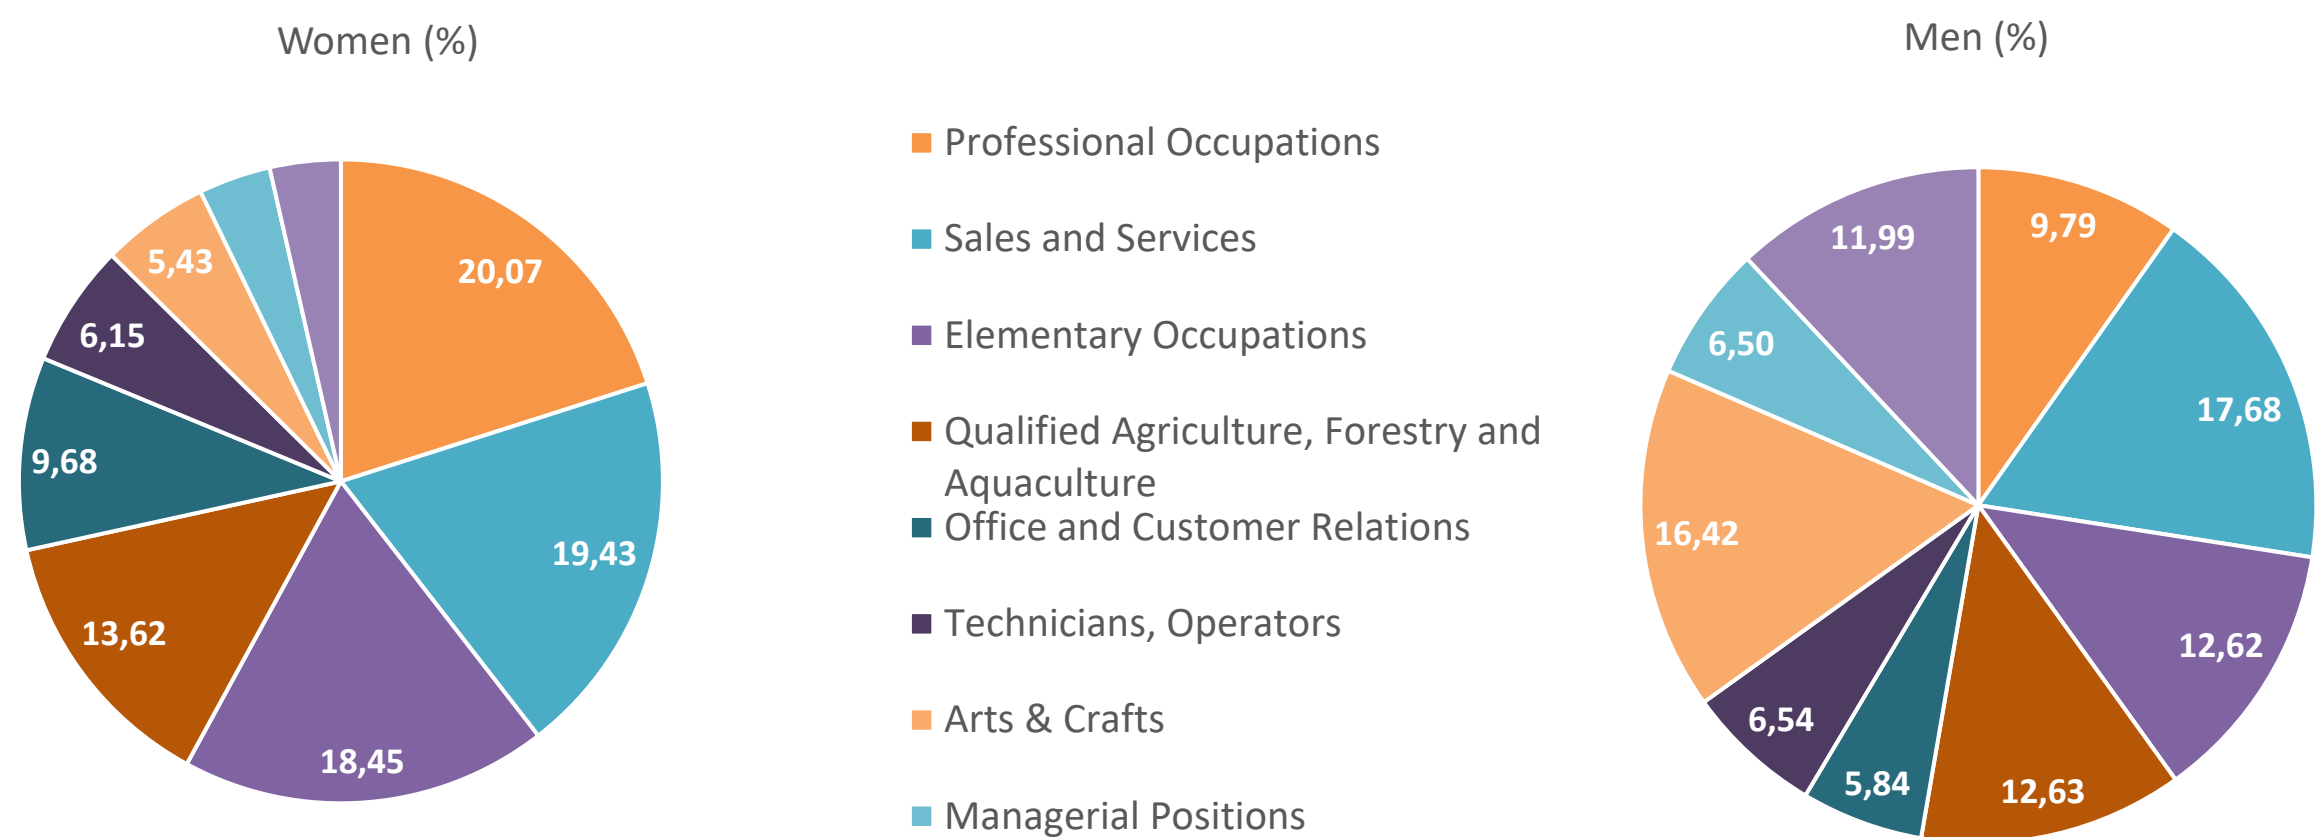 Women (%)
20,07
19,43
18,45
13,62
9,68
6,15
5,43
Professional Occupations
Sales and Services
Elementary Occupations
Qualified Agriculture, Forestry and
Aquaculture
Office and Customer Relations
Technicians, Operators
Arts & Crafts
Managerial Positions
Men (%)
9,79
17,68
12,62
12,63
5,84
6,54
16,42
6,50
11,99